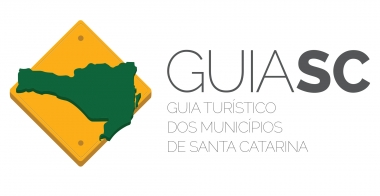 GUIASC
GUIA TURÍSTICO
DOS MUNICÍPIOS
DE SANTA CATARINA